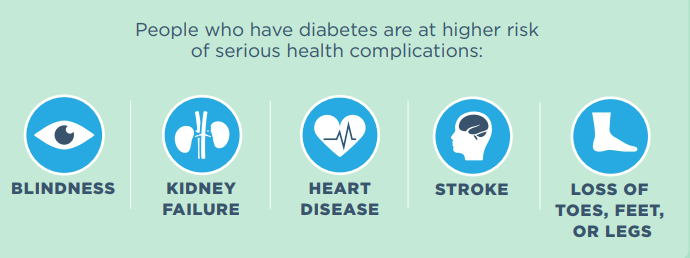 People who have diabetes are at higher risk
of serious health complications:
BLINDNESS
KIDNEY
FAILURE
HEART
DISEASE
STROKE
LOSS OF
TOES, FEET,
OR LEGS